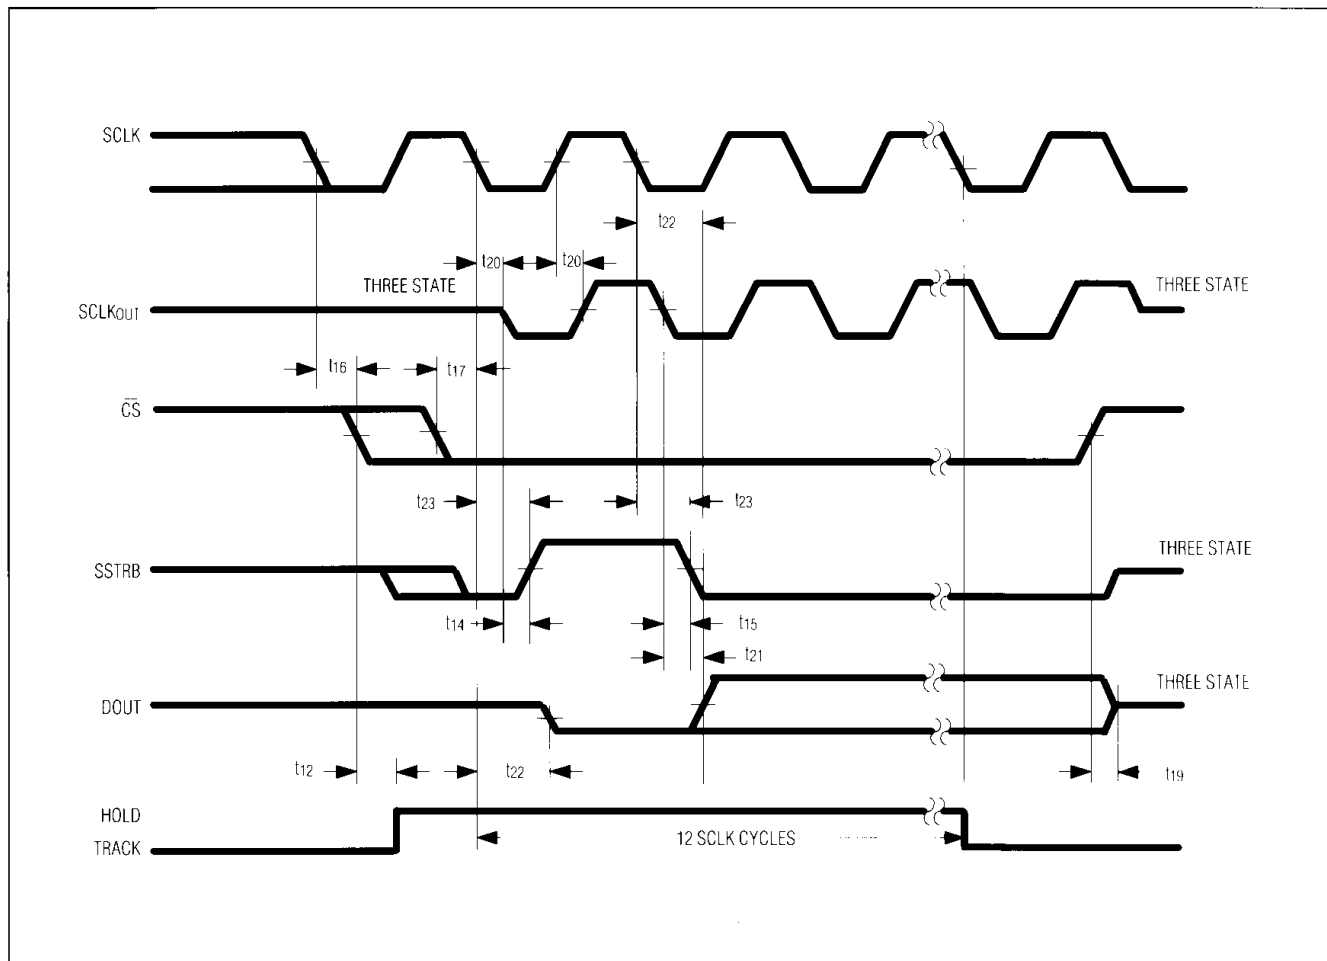 SCLK
t22
t20
t20
THREE STATE
THREE STATE
SCLKOUT
t16
t17
CS
t23
t23
THREE STATE
SSTRB
t14
t15
t21
THREE STATE
DOUT
t12
t22
t19
HOLD
12 SCLK CYCLES
TRACK